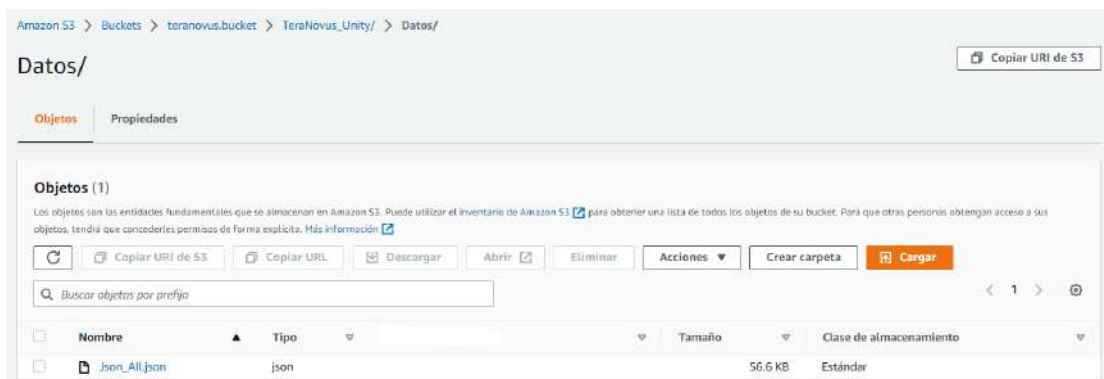 Amazon S3 > Buckets > teranovus.bucket > TeraNovus_Unity/ > Datos/
Datos/
Copiar URI de S3
Objetos
Propiedades
Objetos (1)
Los objetos son las entidades fundamentales que se almacenan en Amazon S3. Puede utilizar el inventario de Amazon S3 para obtener una lista de todos los objetos de su bucket. Para que otras personas obtengan acceso a sus
objetos, tendrá que concederles permisos de forma explícita. Más información
Copiar URI de S3 Copiar URL Descargar Abrir Eliminar Acciones Crear carpeta Cargar
Buscar objetos por prefijo
< 1 >
Nombre Tipo Tamaño Clase de almacenamiento
Json_All.json json 56.6 KB Estándar